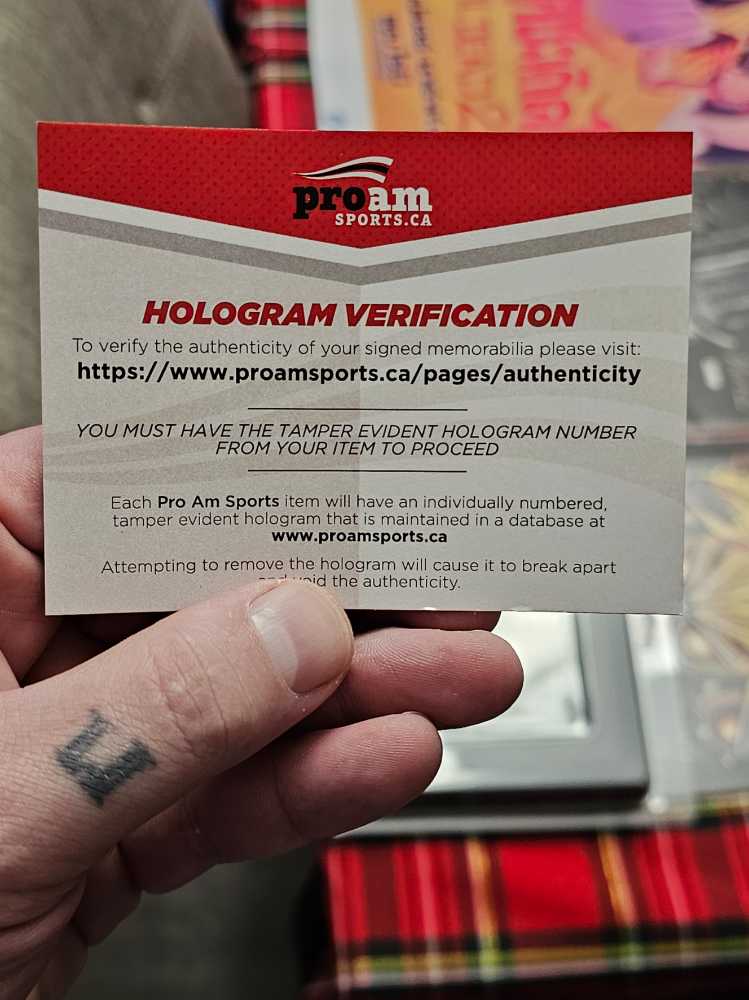 proam
SPORTS.CA
HOLOGRAM VERIFICATION
To verify the authenticity of your signed memorabilia please visit:
https://www.proamsports.ca/pages/authenticity
YOU MUST HAVE THE TAMPER EVIDENT HOLOGRAM NUMBER
FROM YOUR ITEM TO PROCEED
Each Pro Am Sports item will have an individually numbered,
tamper evident hologram that is maintained in a database at
www.proamsports.ca
Attempting to remove the hologram will cause it to break apart
and void the authenticity.